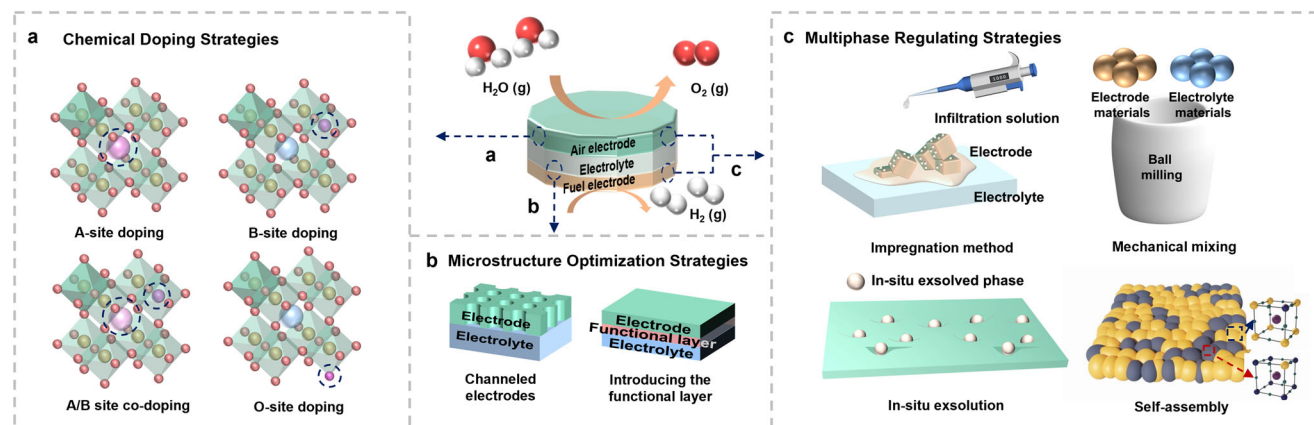 a Chemical Doping Strategies
A-site doping
B-site doping
A/B site co-doping
O-site doping
H₂O (g)
O₂ (g)
Air electrode
Electrolyte
Fuel electrode
a
b
c
H₂ (g)
b Microstructure Optimization Strategies
Electrode
Electrolyte
Channeled
electrodes
Electrode
Functional layer
Electrolyte
Introducing the
functional layer
c Multiphase Regulating Strategies
1000
Infiltration solution
Electrode
Electrolyte
Impregnation method
Electrode
materials
Electrolyte
materials
Ball
milling
Mechanical mixing
In-situ exsolved phase
In-situ exsolution
Self-assembly